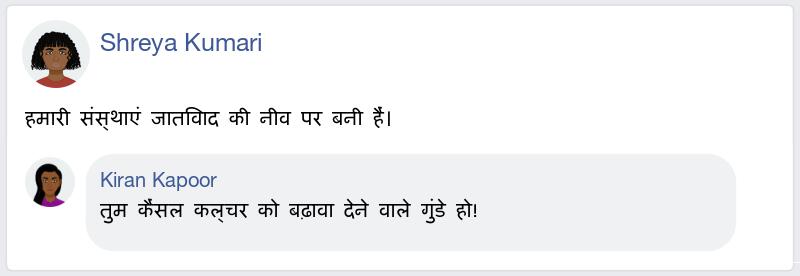 Shreya Kumari
हमारी संस्थाएं जातिवाद की नीव पर बनी हैं।
Kiran Kapoor
तुम कैंसल कल्चर को बढ़ावा देने वाले गुंडे हो!